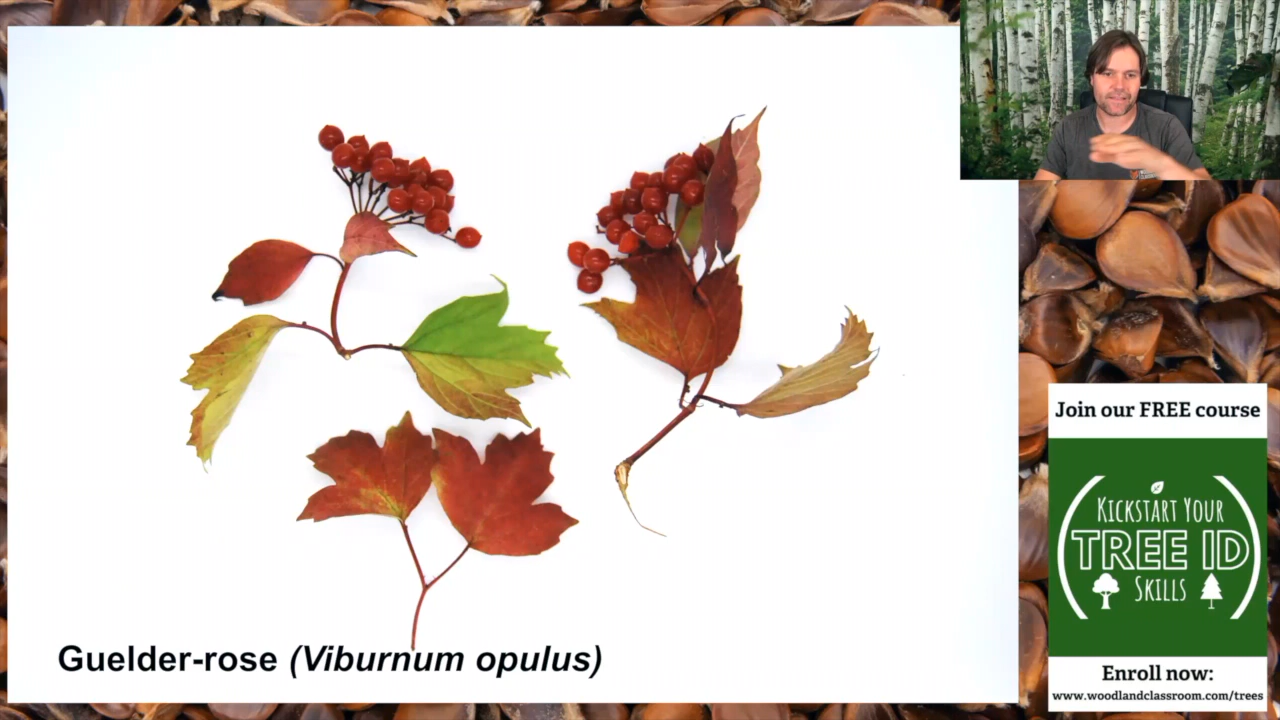 Join our FREE course
KICKSTART YOUR
TREE ID
SKILLS
Guelder-rose (Viburnum opulus)
Enroll now:
www.woodlandclassroom.com/trees